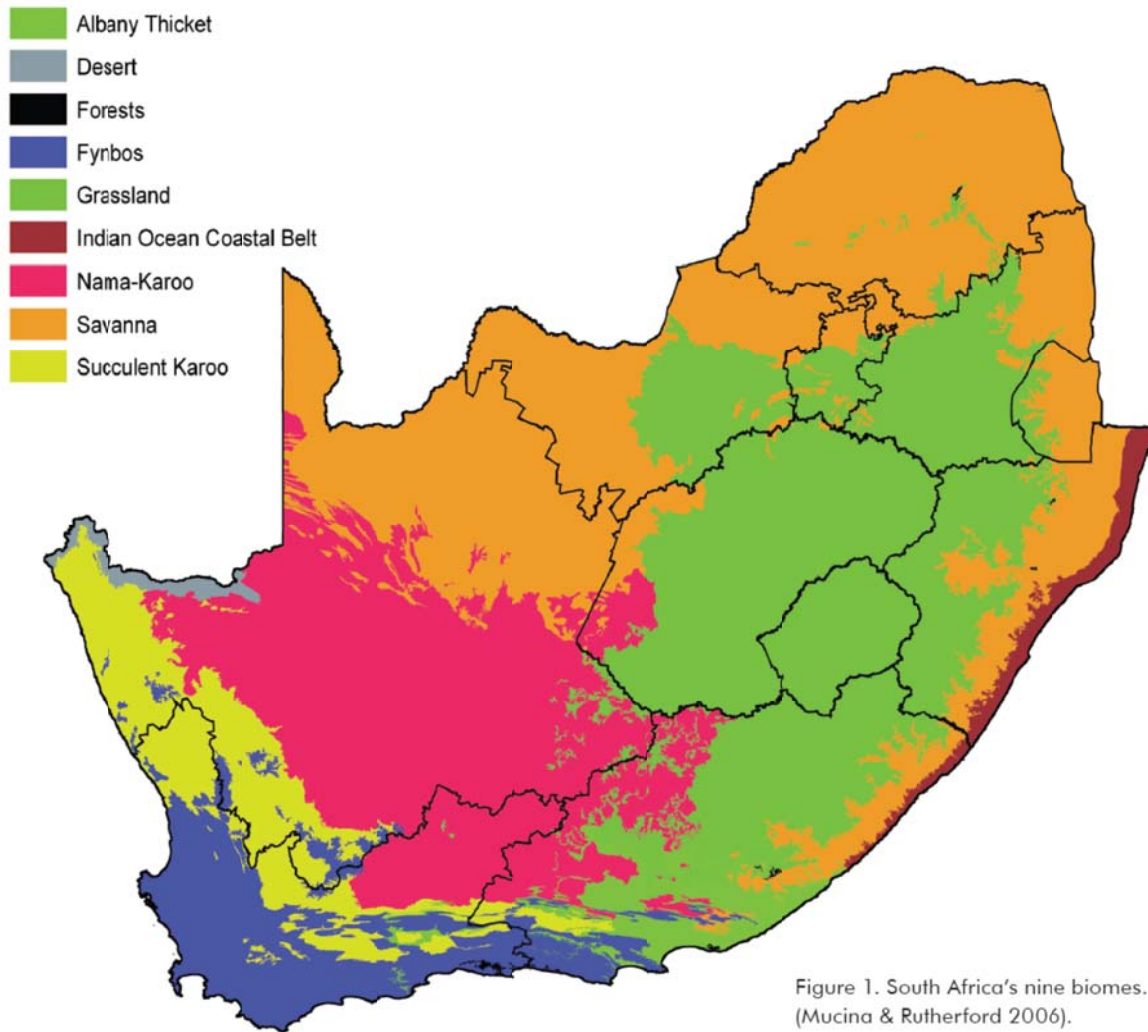 Albany Thicket
Desert
Forests
Fynbos
Grassland
Indian Ocean Coastal Belt
Nama-Karoo
Savanna
Succulent Karoo
Figure 1. South Africa's nine biomes.
(Mucina & Rutherford 2006).